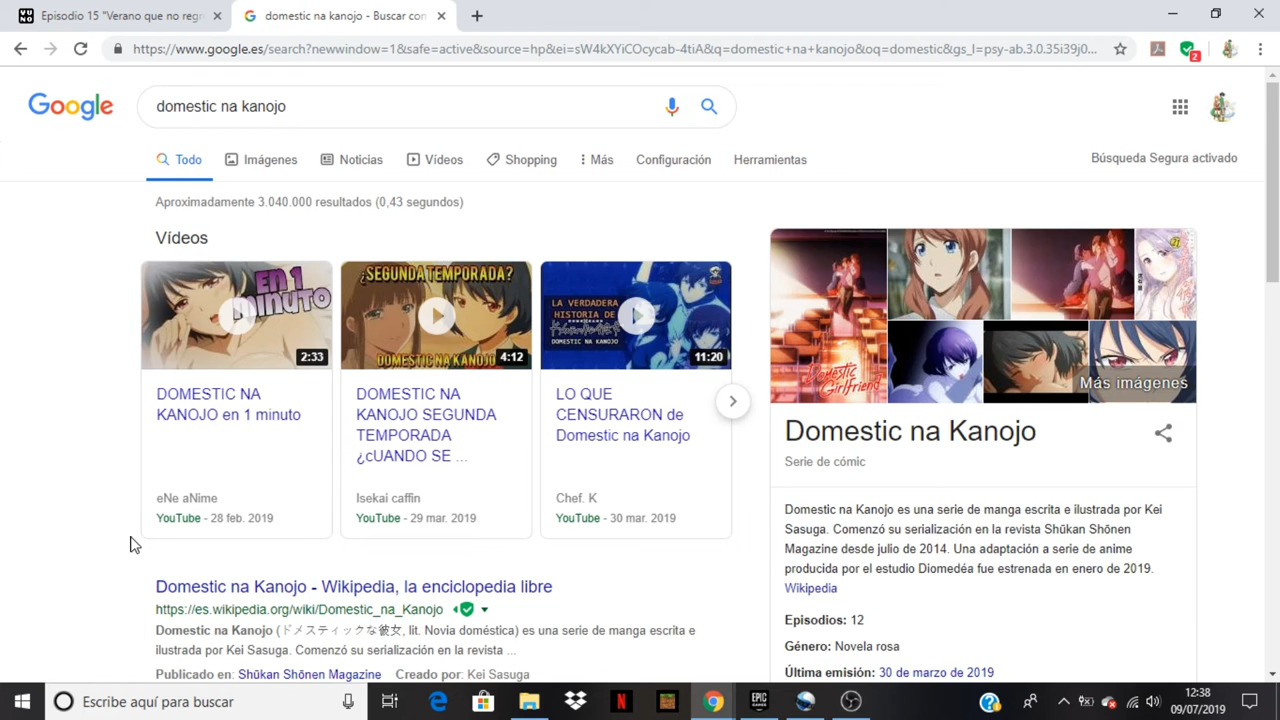 Episodio 15 "Verano que no regre
domestic na kanojo - Buscar con
https://www.google.es/search?newwindow=1&safe=active&source=hp&ei=sW4kXYiCOcycab-4tiA&q=domestic+na+kanojo&oq=domestic&gs_l=psy-ab.3.0.35i39j0...
2
Google
domestic na kanojo
Todo
Imágenes
Noticias
Vídeos
Shopping
Más
Configuración
Herramientas
Búsqueda Segura activado
Aproximadamente 3.040.000 resultados (0,43 segundos)
Vídeos
EN 1
MINUTO
2:33
DOMESTIC NA
KANOJO en 1 minuto
eNe aNime
YouTube - 28 feb. 2019
¿SEGUNDA TEMPORADA?
DOMESTIC NA KANOJO
4:12
DOMESTIC NA
KANOJO SEGUNDA
TEMPORADA
¿cUANDO SE ...
Isekai caffin
YouTube - 29 mar. 2019
LA VERDADERA
HISTORIA DE
DOMESTIC NA KANOJO
11:20
LO QUE
CENSURARON de
Domestic na Kanojo
Chef. K
YouTube - 30 mar. 2019
Domestic na Kanojo - Wikipedia, la enciclopedia libre
https://es.wikipedia.org/wiki/Domestic_na_Kanojo
Domestic na Kanojo (ドメスティックな彼女, lit. Novia doméstica) es una serie de manga escrita e
ilustrada por Kei Sasuga. Comenzó su serialización en la revista ...
Publicado en: Shūkan Shōnen Magazine Creado por: Kei Sasuga
Domestic
Girlfriend
Más imágenes
Domestic na Kanojo
Serie de cómic
Domestic na Kanojo es una serie de manga escrita e ilustrada por Kei
Sasuga. Comenzó su serialización en la revista Shūkan Shōnen
Magazine desde julio de 2014. Una adaptación a serie de anime
producida por el estudio Diomedéa fue estrenada en enero de 2019.
Wikipedia
Episodios: 12
Género: Novela rosa
Última emisión: 30 de marzo de 2019
Escribe aquí para buscar
EPIC
GAMES
12:38
09/07/2019